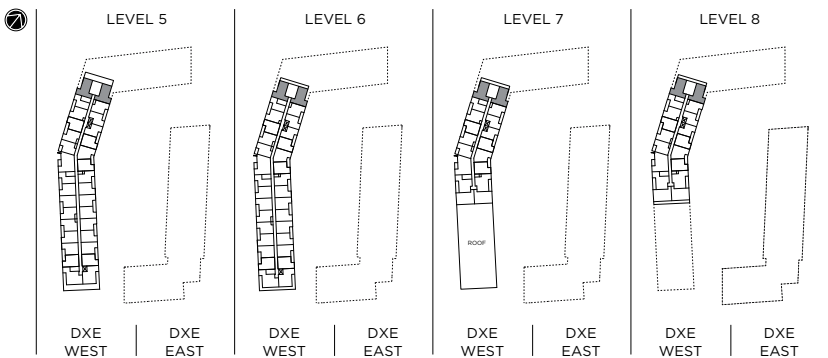 LEVEL 5
LEVEL 6
LEVEL 7
LEVEL 8
ROOF
DXE WEST
DXE EAST
DXE WEST
DXE EAST
DXE WEST
DXE EAST
DXE WEST
DXE EAST